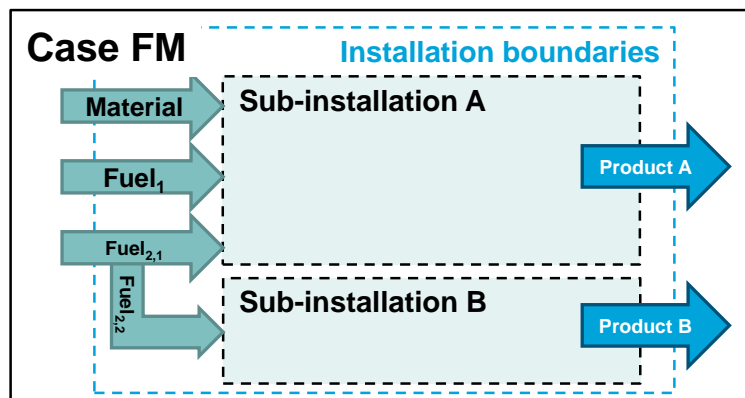 Case FM
Installation boundaries
Material
Sub-installation A
Fuel1
Product A
Fuel2,1
Fuel2,2
Sub-installation B
Product B